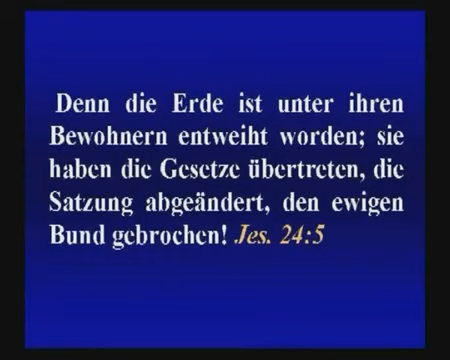 Denn die Erde ist unter ihren
Bewohnern entweiht worden; sie
haben die Gesetze übertreten, die
Satzung abgeändert, den ewigen
Bund gebrochen! Jes. 24:5